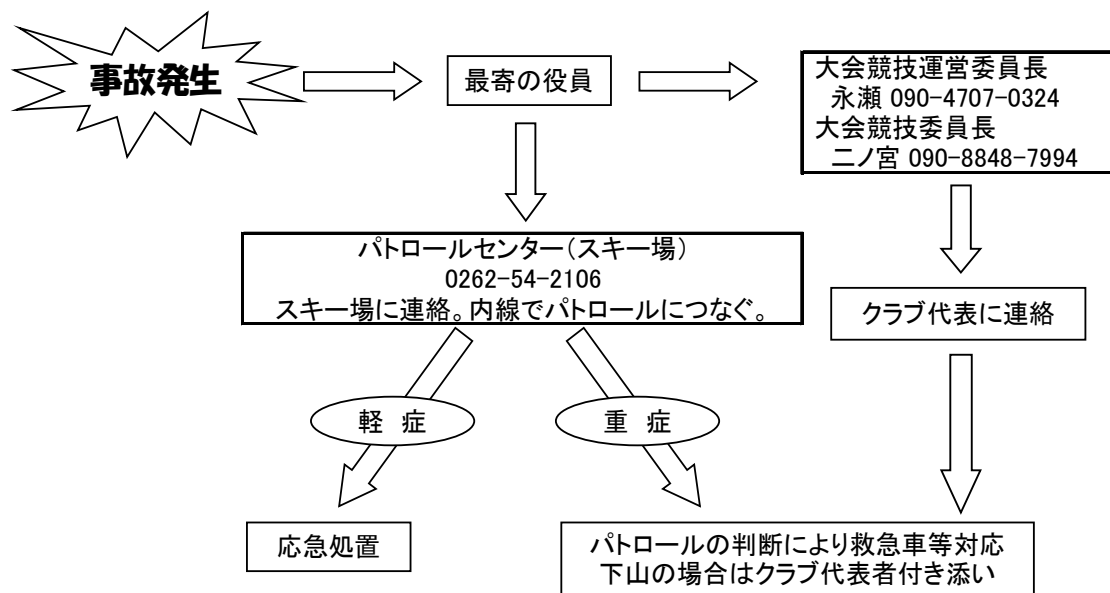 事故発生
最寄の役員
大会競技運営委員長
永瀬 090-4707-0324
大会競技委員長
二ノ宮 090-8848-7994
パトロールセンター(スキー場)
0262-54-2106
スキー場に連絡。内線でパトロールにつなぐ。
クラブ代表に連絡
軽 症
重 症
応急処置
パトロールの判断により救急車等対応
下山の場合はクラブ代表者付き添い